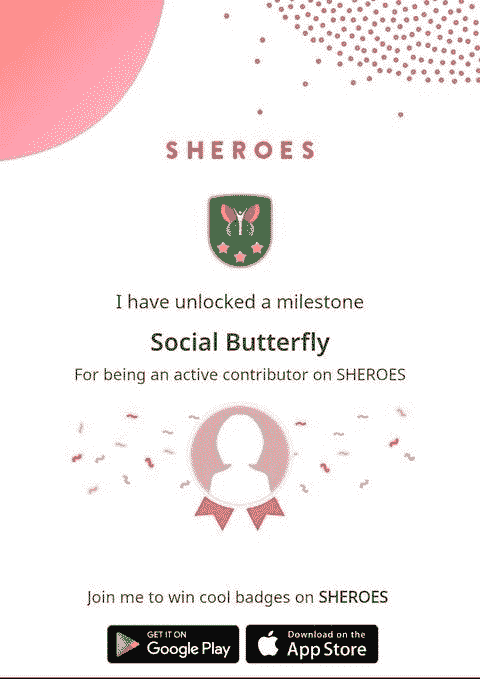 SHEROES
I have unlocked a milestone
Social Butterfly
For being an active contributor on SHEROES
Join me to win cool badges on SHEROES
GET IT ON
Google Play
Download on the
App Store